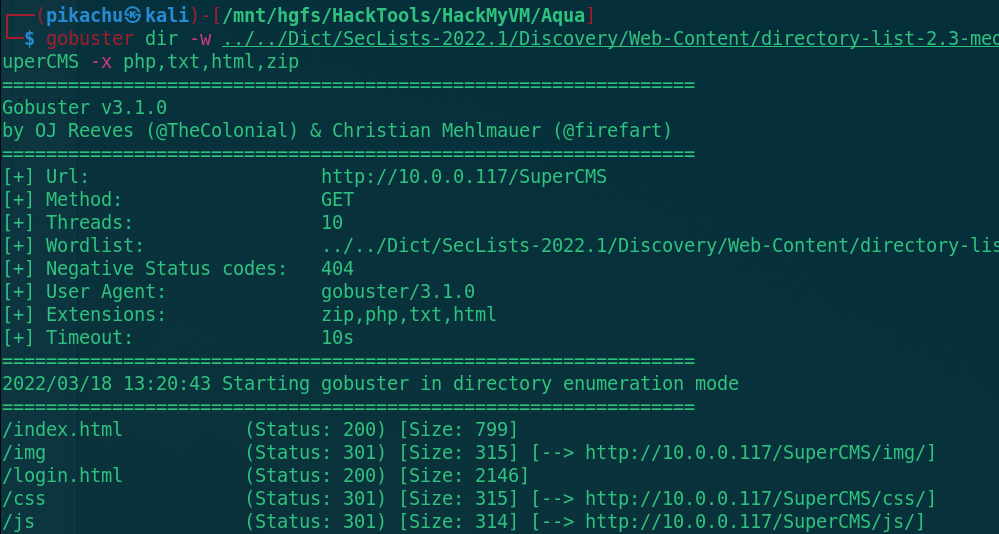 ┌──(pikachu㉿kali)-[/mnt/hgfs/HackTools/HackMyVM/Aqua]
└─$ gobuster dir -w ../../Dict/SecLists-2022.1/Discovery/Web-Content/directory-list-2.3-med
uperCMS -x php,txt,html,zip
===============================================================
Gobuster v3.1.0
by OJ Reeves (@TheColonial) & Christian Mehlmauer (@firefart)
===============================================================
[+] Url:                     http://10.0.0.117/SuperCMS
[+] Method:                  GET
[+] Threads:                 10
[+] Wordlist:                ../../Dict/SecLists-2022.1/Discovery/Web-Content/directory-lis
[+] Negative Status codes:   404
[+] User Agent:              gobuster/3.1.0
[+] Extensions:              zip,php,txt,html
[+] Timeout:                 10s
===============================================================
2022/03/18 13:20:43 Starting gobuster in directory enumeration mode
===============================================================
/index.html           (Status: 200) [Size: 799]
/img                  (Status: 301) [Size: 315] [--> http://10.0.0.117/SuperCMS/img/]
/login.html           (Status: 200) [Size: 2146]
/css                  (Status: 301) [Size: 315] [--> http://10.0.0.117/SuperCMS/css/]
/js                   (Status: 301) [Size: 314] [--> http://10.0.0.117/SuperCMS/js/]